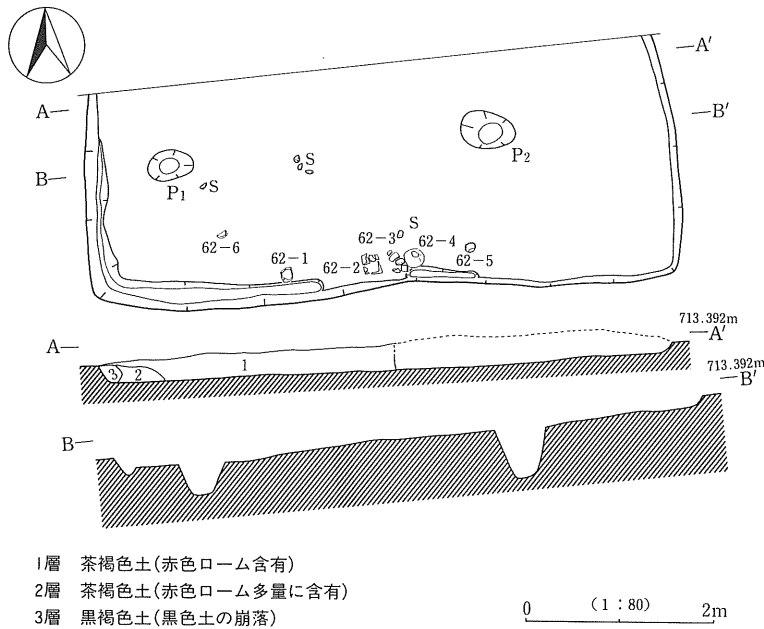 A′
A
B′
P2
B
P1
S
S
S
62−6
62−3
62−4
62−1
62−2
62−5
713.392m
A
A′
1
2
3
713.392m
B′
B
1層 茶褐色土(赤色ローム含有)
2層 茶褐色土(赤色ローム多量に含有)
3層 黒褐色土(黒色土の崩落)
0 (1：80) 2m